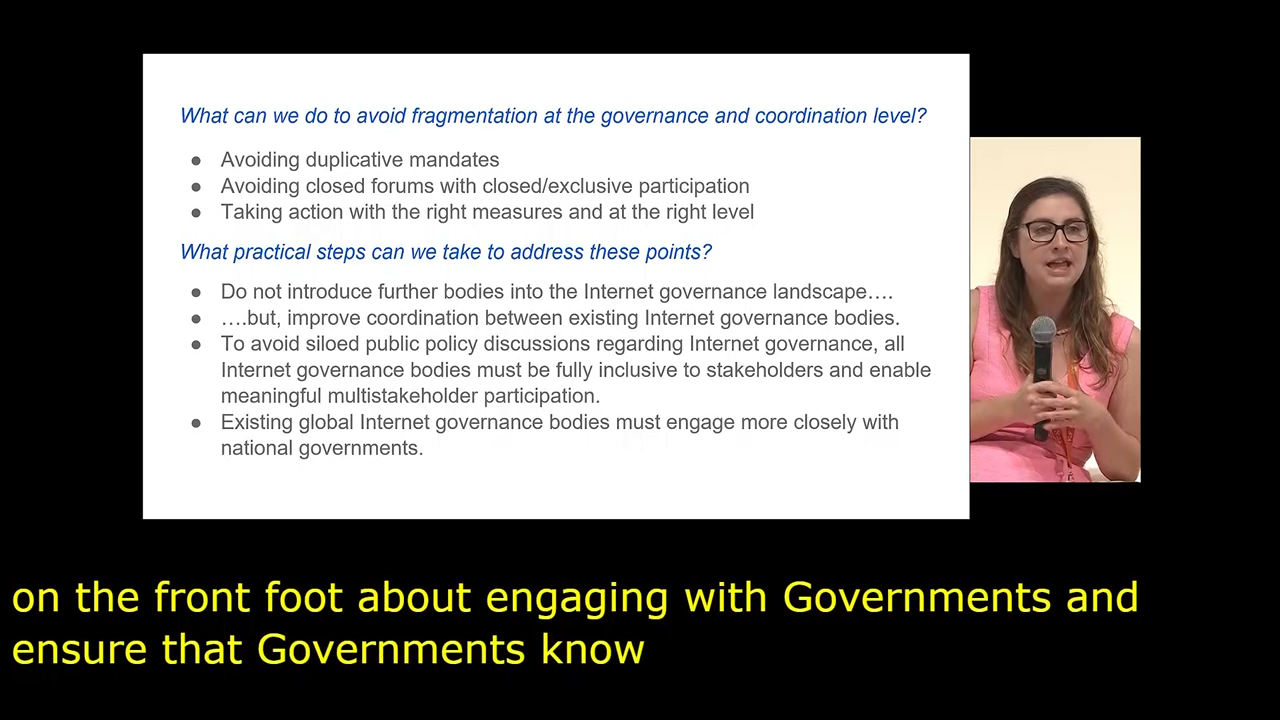 What can we do to avoid fragmentation at the governance and coordination level?
● Avoiding duplicative mandates
● Avoiding closed forums with closed/exclusive participation
● Taking action with the right measures and at the right level
What practical steps can we take to address these points?
● Do not introduce further bodies into the Internet governance landscape….
● ….but, improve coordination between existing Internet governance bodies.
● To avoid siloed public policy discussions regarding Internet governance, all
Internet governance bodies must be fully inclusive to stakeholders and enable
meaningful multistakeholder participation.
● Existing global Internet governance bodies must engage more closely with
national governments.
on the front foot about engaging with Governments and
ensure that Governments know